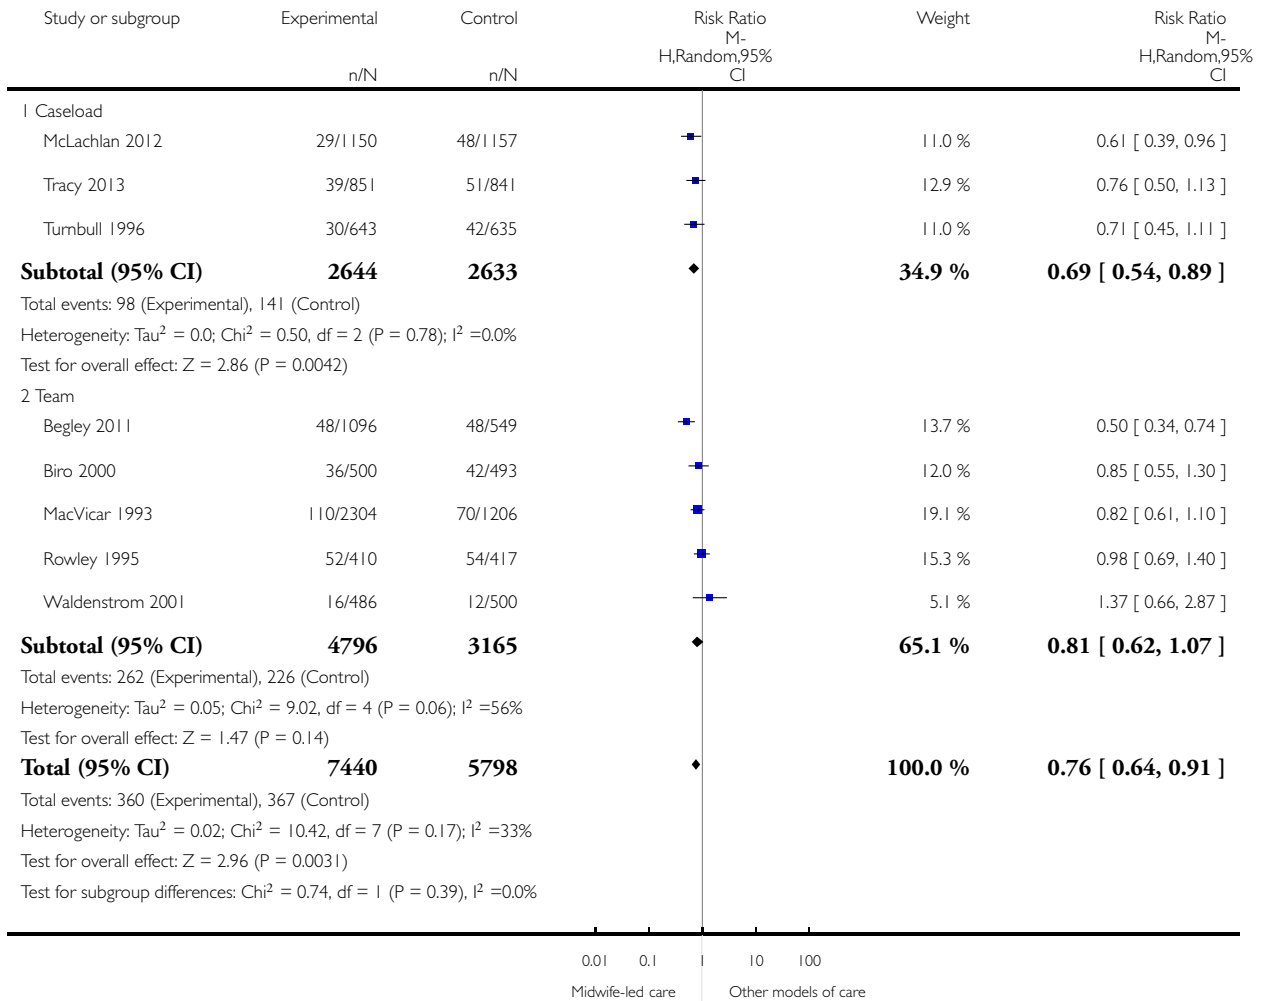 Study or subgroup Experimental Control Risk Ratio Weight Risk Ratio
M- M-
H,Random,95% H,Random,95%
n/N n/N CI CI
1 Caseload
McLachlan 2012 29/1150 48/1157 11.0 % 0.61 [ 0.39, 0.96 ]
Tracy 2013 39/851 51/841 12.9 % 0.76 [ 0.50, 1.13 ]
Turnbull 1996 30/643 42/635 11.0 % 0.71 [ 0.45, 1.11 ]
Subtotal (95% CI) 2644 2633 34.9 % 0.69 [ 0.54, 0.89 ]
Total events: 98 (Experimental), 141 (Control)
Heterogeneity: Tau² = 0.0; Chi² = 0.50, df = 2 (P = 0.78); I² =0.0%
Test for overall effect: Z = 2.86 (P = 0.0042)
2 Team
Begley 2011 48/1096 48/549 13.7 % 0.50 [ 0.34, 0.74 ]
Biro 2000 36/500 42/493 12.0 % 0.85 [ 0.55, 1.30 ]
MacVicar 1993 110/2304 70/1206 19.1 % 0.82 [ 0.61, 1.10 ]
Rowley 1995 52/410 54/417 15.3 % 0.98 [ 0.69, 1.40 ]
Waldenstrom 2001 16/486 12/500 5.1 % 1.37 [ 0.66, 2.87 ]
Subtotal (95% CI) 4796 3165 65.1 % 0.81 [ 0.62, 1.07 ]
Total events: 262 (Experimental), 226 (Control)
Heterogeneity: Tau² = 0.05; Chi² = 9.02, df = 4 (P = 0.06); I² =56%
Test for overall effect: Z = 1.47 (P = 0.14)
Total (95% CI) 7440 5798 100.0 % 0.76 [ 0.64, 0.91 ]
Total events: 360 (Experimental), 367 (Control)
Heterogeneity: Tau² = 0.02; Chi² = 10.42, df = 7 (P = 0.17); I² =33%
Test for overall effect: Z = 2.96 (P = 0.0031)
Test for subgroup differences: Chi² = 0.74, df = 1 (P = 0.39), I² =0.0%
0.01 0.1 1 10 100
Midwife-led care Other models of care